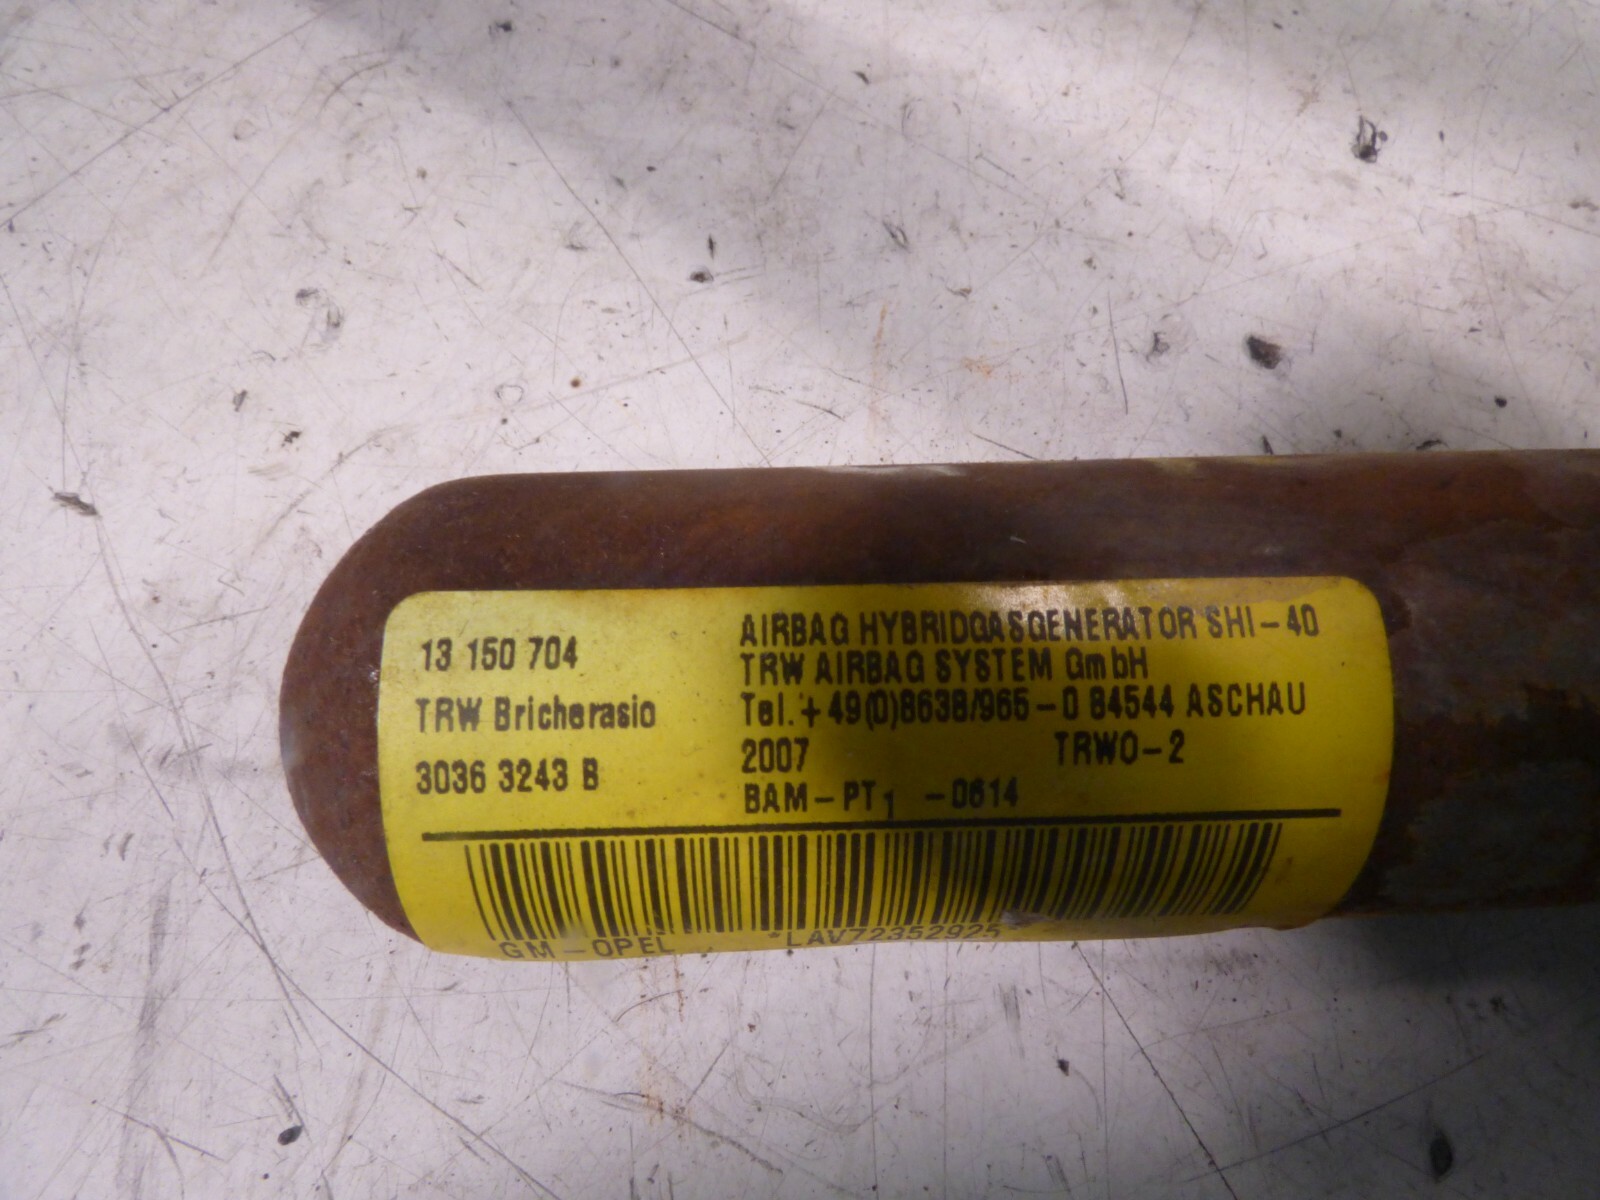 13 150 704
TRW Bricherasio
3036 3243 B
AIRBAG HYBRIDGASGENERATOR SHI-40
TRW AIRBAG SYSTEM GmbH
Tel.+49(0)8638/965-0 84544 ASCHAU
2007 TRWO-2
BAM-PT1 -0614
GM-OPEL *LAV72352925*